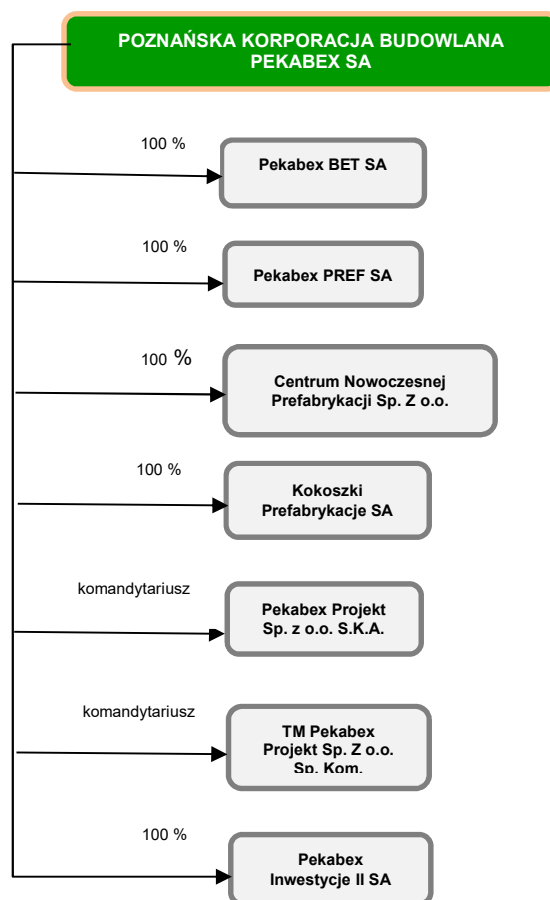 POZNAŃSKA KORPORACJA BUDOWLANA
PEKABEX SA
100 %
Pekabex BET SA
100 %
Pekabex PREF SA
100 %
Centrum Nowoczesnej
Prefabrykacji Sp. Z o.o.
100 %
Kokoszki
Prefabrykacje SA
komandytariusz
Pekabex Projekt
Sp. z o.o. S.K.A.
komandytariusz
TM Pekabex
Projekt Sp. Z o.o.
Sp. Kom.
100 %
Pekabex
Inwestycje II SA